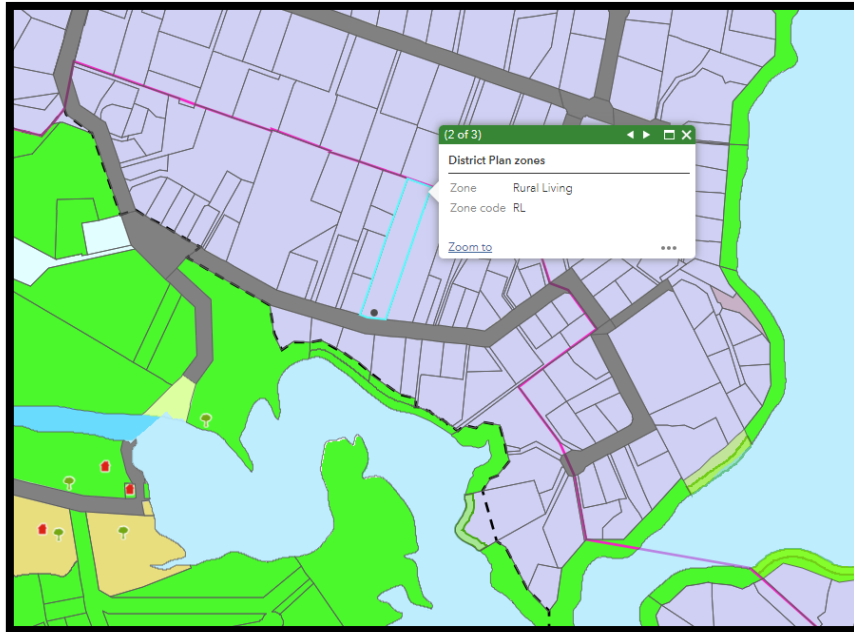 (2 of 3)
District Plan zones
Zone Rural Living
Zone code RL
Zoom to